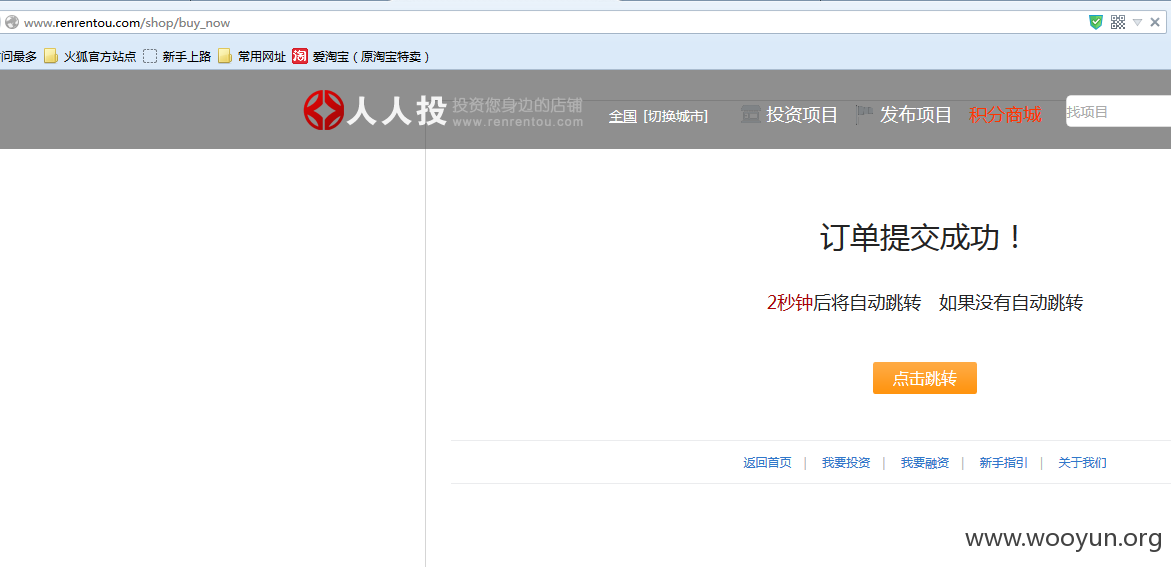 www.renrentou.com/shop/buy_now
问最多 火狐官方站点 新手上路 常用网址 淘 爱淘宝（原淘宝特卖）
人人投 投资您身边的店铺
www.renrentou.com
全国 [切换城市] 投资项目 发布项目 积分商城 找项目
订单提交成功！
2秒钟后将自动跳转 如果没有自动跳转
点击跳转
返回首页 | 我要投资 | 我要融资 | 新手指引 | 关于我们
www.wooyun.org